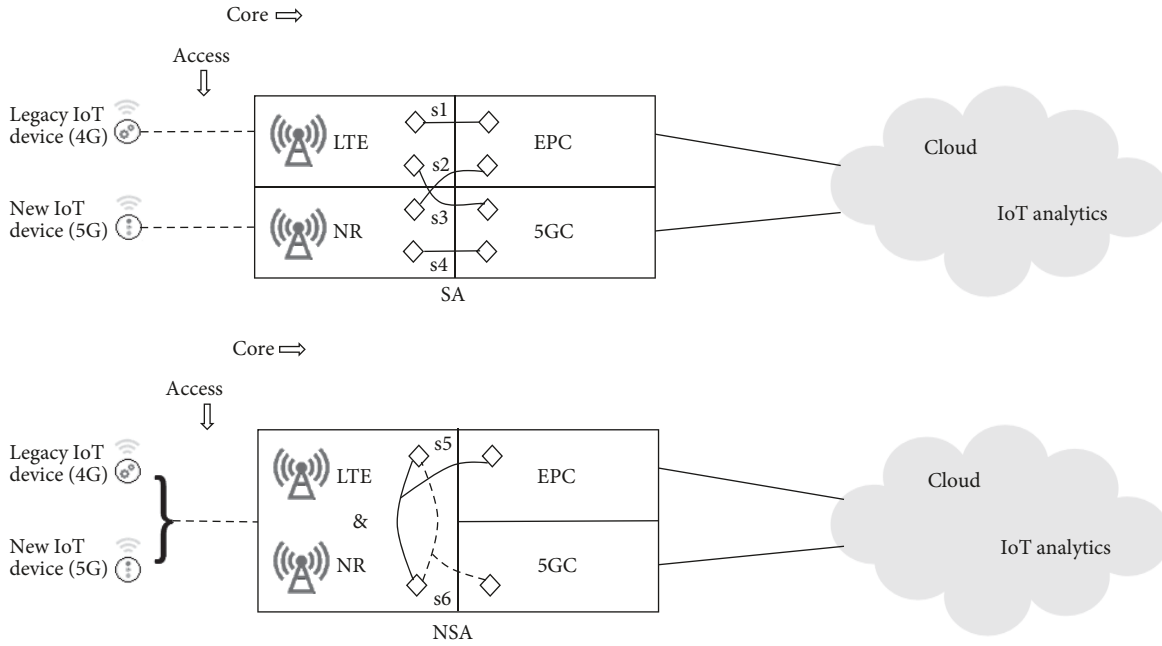 Core
Access
Legacy IoT
device (4G)
LTE
s1
EPC
s2
Cloud
New IoT
device (5G)
NR
s3
5GC
IoT analytics
s4
SA
Core
Access
Legacy IoT
device (4G)
LTE
s5
EPC
Cloud
&
New IoT
device (5G)
NR
5GC
IoT analytics
s6
NSA